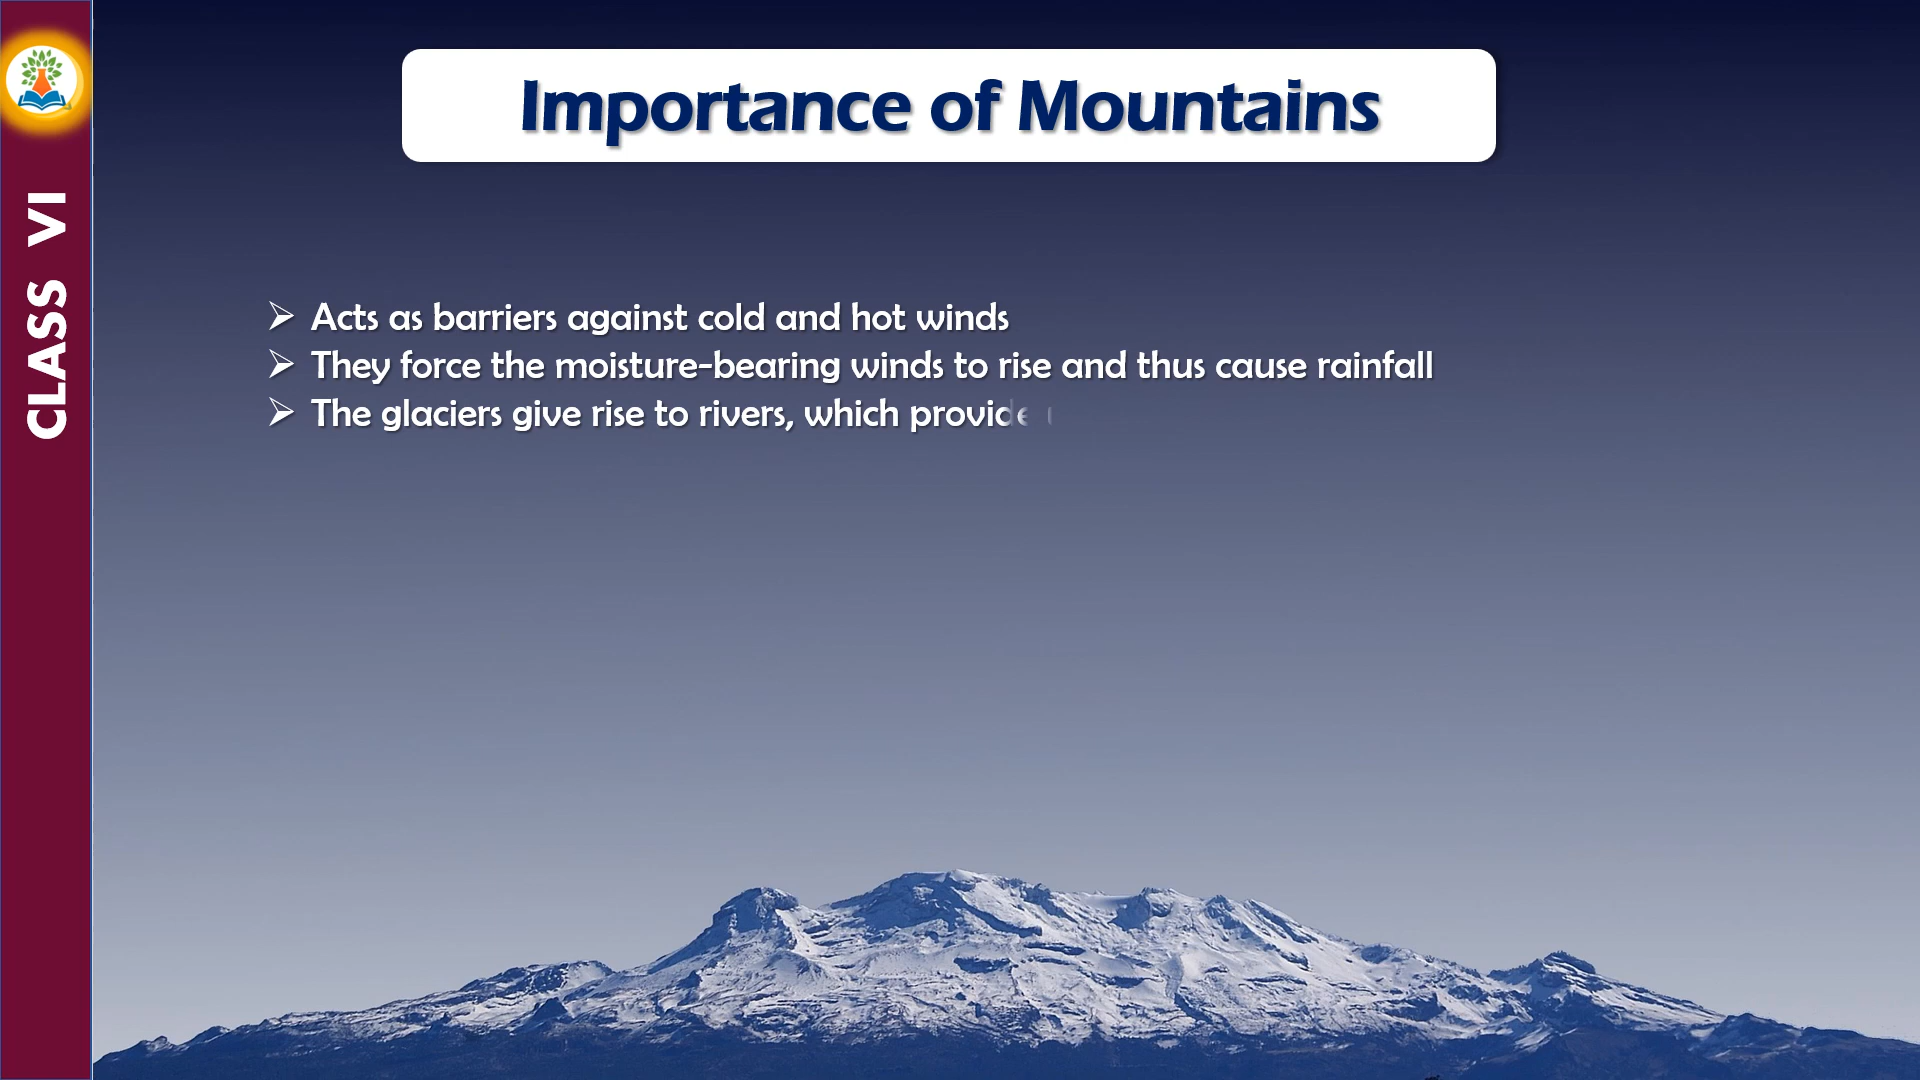 Importance of Mountains
CLASS VI
➢ Acts as barriers against cold and hot winds
➢ They force the moisture-bearing winds to rise and thus cause rainfall
➢ The glaciers give rise to rivers, which provide